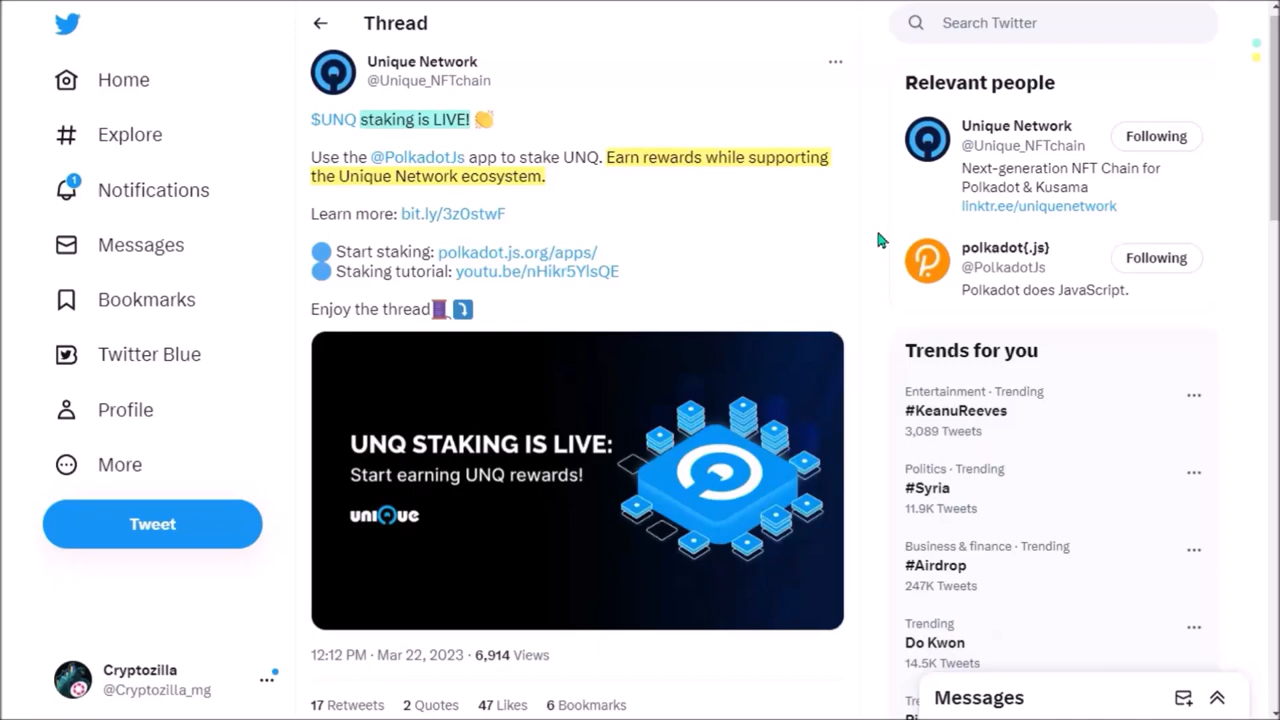 Home
Explore
1
Notifications
Messages
Bookmarks
Twitter Blue
Profile
More
Tweet
Cryptozilla
@Cryptozilla_mg
Thread
Unique Network
@Unique_NFTchain
$UNQ staking is LIVE! 👏
Use the @PolkadotJs app to stake UNQ. Earn rewards while supporting
the Unique Network ecosystem.
Learn more: bit.ly/3z0stwF
🔵 Start staking: polkadot.js.org/apps/
🔵 Staking tutorial: youtu.be/nHikr5YlsQE
Enjoy the thread🧵⤵️
UNQ STAKING IS LIVE:
Start earning UNQ rewards!
UNIQUE
12:12 PM · Mar 22, 2023 · 6,914 Views
17 Retweets 2 Quotes 47 Likes 6 Bookmarks
Search Twitter
Relevant people
Unique Network
@Unique_NFTchain
Following
Next-generation NFT Chain for
Polkadot & Kusama
linktr.ee/uniquenetwork
polkadot{.js}
@PolkadotJs
Following
Polkadot does JavaScript.
Trends for you
Entertainment · Trending
#KeanuReeves
3,089 Tweets
Politics · Trending
#Syria
11.9K Tweets
Business & finance · Trending
#Airdrop
247K Tweets
Trending
Do Kwon
14.5K Tweets
Messages